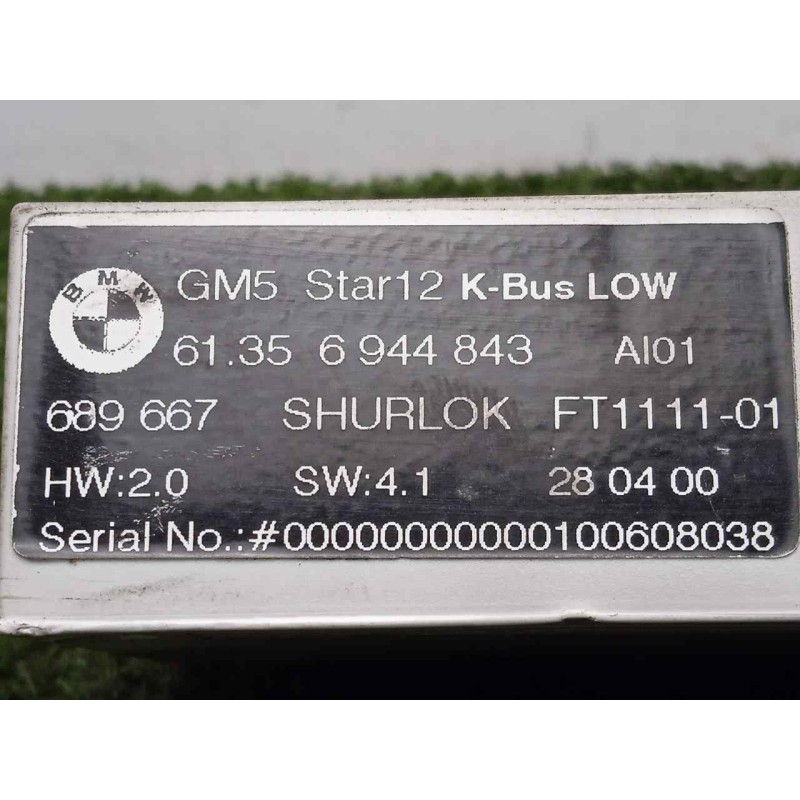 BMW
GM5 Star12 K-Bus LOW
61.35 6 944 843 AI01
689 667 SHURLOK FT1111-01
HW:2.0 SW:4.1 28 04 00
Serial No.:#00000000000100608038